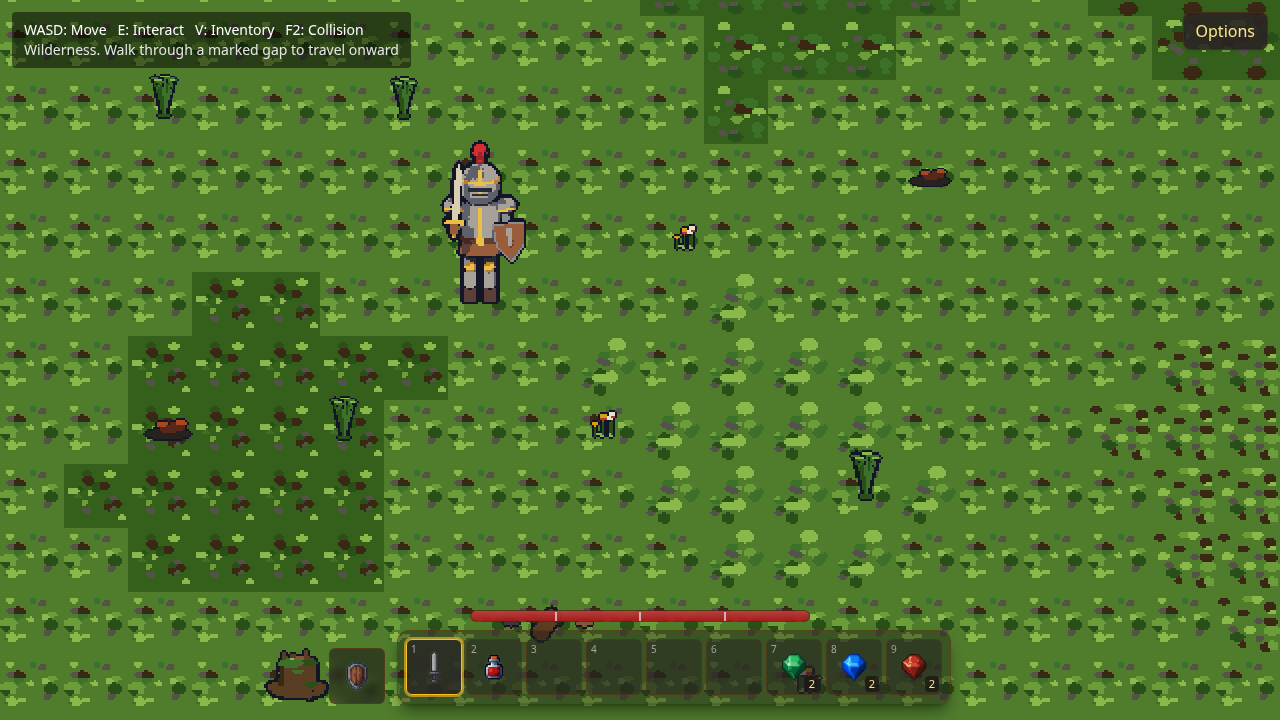 WASD: Move   E: Interact   V: Inventory   F2: Collision
Wilderness. Walk through a marked gap to travel onward
Options
1 2 3 4 5 6 7 8 9
2 2 2